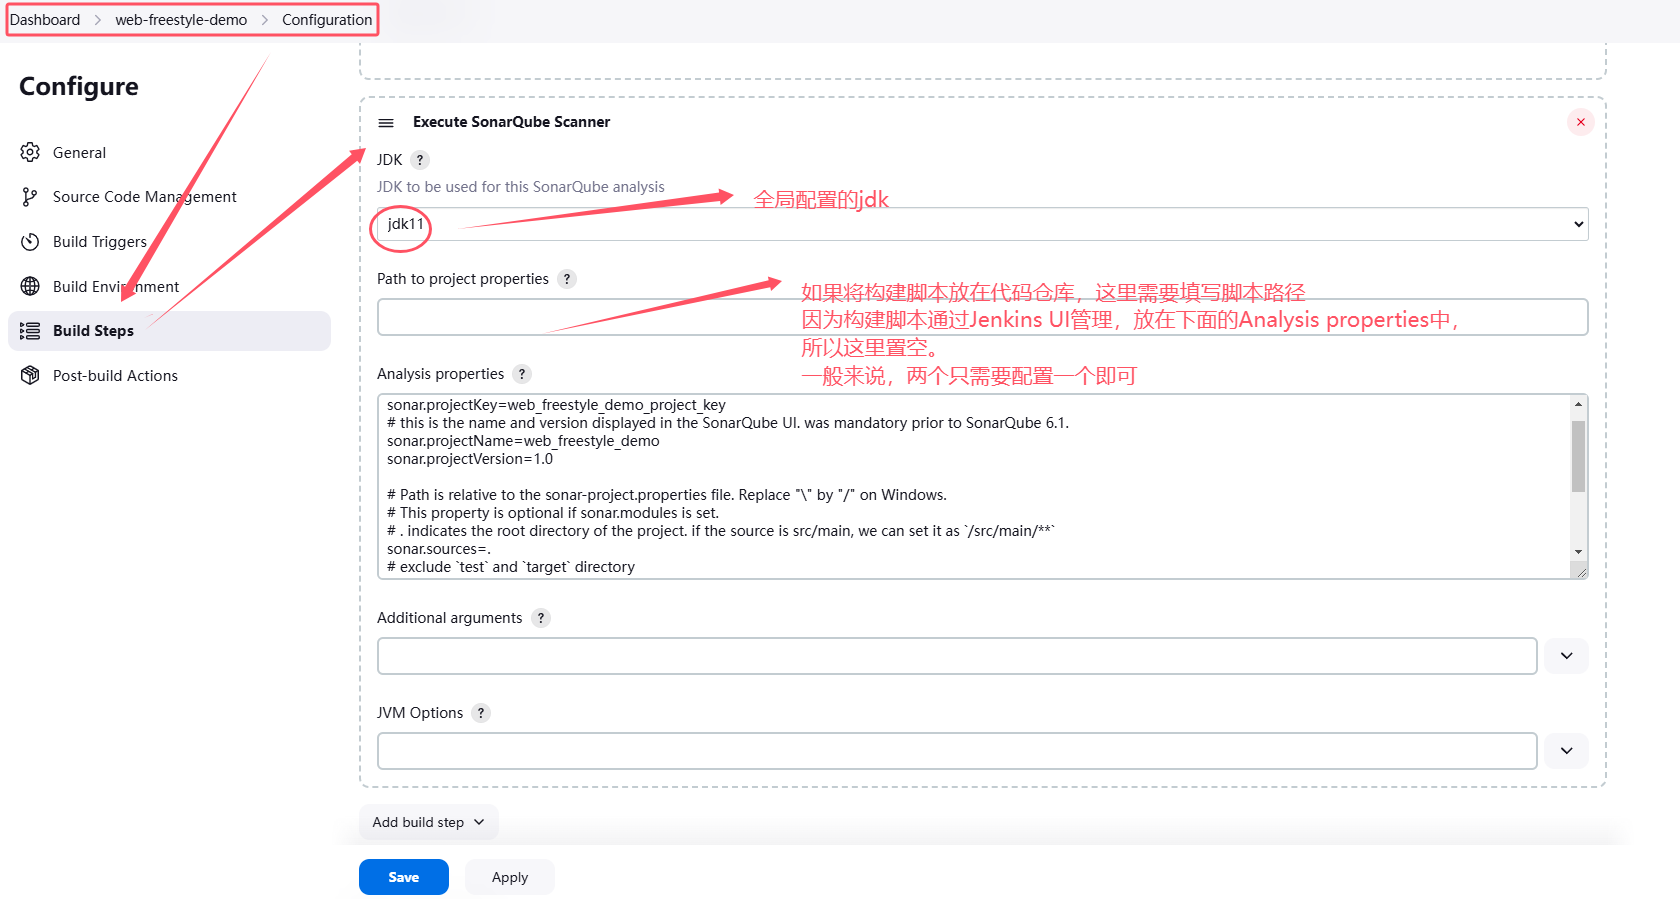 Dashboard > web-freestyle-demo > Configuration
Configure
General
Source Code Management
Build Triggers
Build Environment
Build Steps
Post-build Actions
Execute SonarQube Scanner
JDK ?
JDK to be used for this SonarQube analysis
全局配置的jdk
jdk11
Path to project properties ?
如果将构建脚本放在代码仓库，这里需要填写脚本路径
因为构建脚本通过Jenkins UI管理，放在下面的Analysis properties中，
所以这里置空。
一般来说，两个只需要配置一个即可
Analysis properties ?
sonar.projectKey=web_freestyle_demo_project_key
# this is the name and version displayed in the SonarQube UI. was mandatory prior to SonarQube 6.1.
sonar.projectName=web_freestyle_demo
sonar.projectVersion=1.0
# Path is relative to the sonar-project.properties file. Replace "\" by "/" on Windows.
# This property is optional if sonar.modules is set.
# . indicates the root directory of the project. if the source is src/main, we can set it as `/src/main/**`
sonar.sources=.
# exclude `test` and `target` directory
Additional arguments ?
JVM Options ?
Add build step
Save
Apply